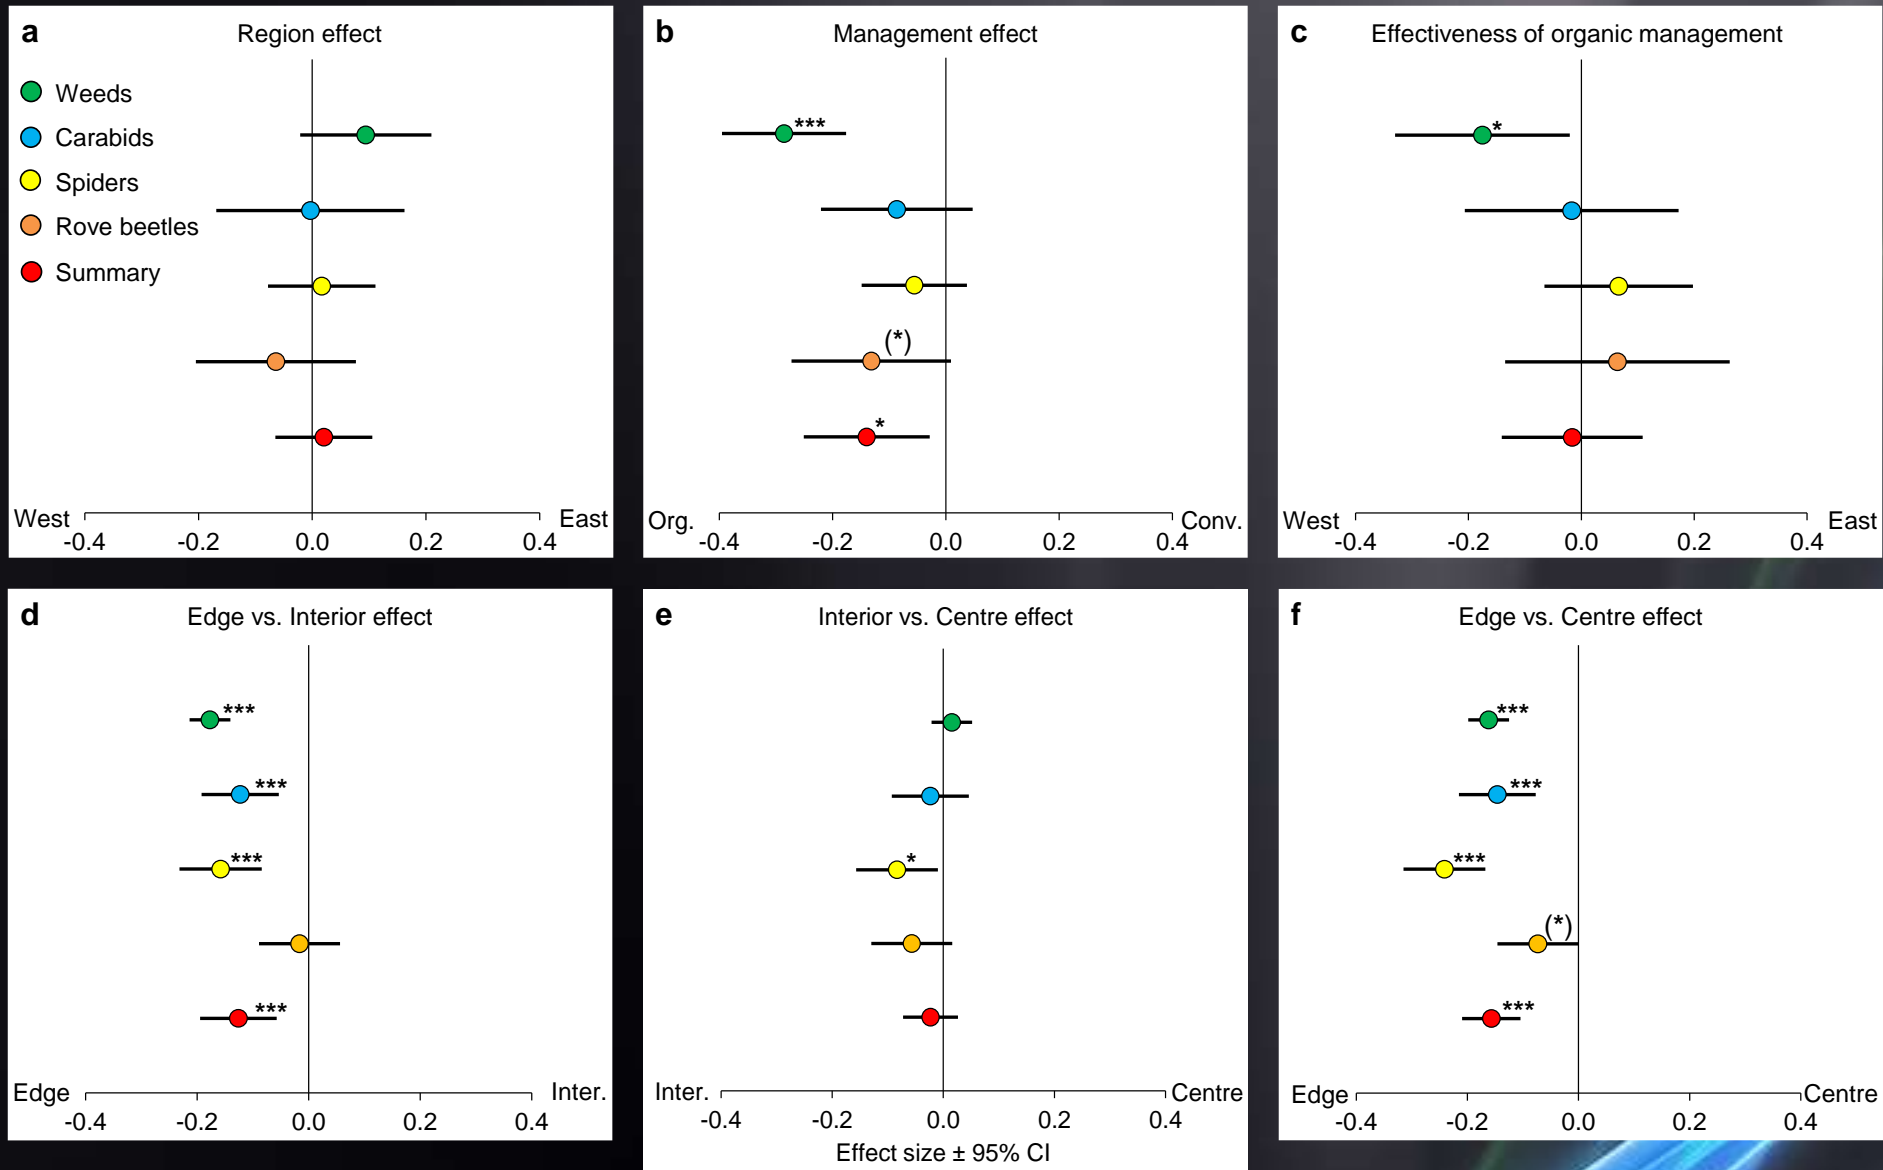 a
Region effect
Weeds
Carabids
Spiders
Rove beetles
Summary
West
East
-0.4 -0.2 0.0 0.2 0.4
b
Management effect
***
(*)
*
Org.
Conv.
-0.4 -0.2 0.0 0.2 0.4
c
Effectiveness of organic management
*
West
East
-0.4 -0.2 0.0 0.2 0.4
d
Edge vs. Interior effect
***
***
***
***
Edge
Inter.
-0.4 -0.2 0.0 0.2 0.4
e
Interior vs. Centre effect
*
Inter.
Centre
-0.4 -0.2 0.0 0.2 0.4
Effect size ± 95% CI
f
Edge vs. Centre effect
***
***
***
(*)
***
Edge
Centre
-0.4 -0.2 0.0 0.2 0.4